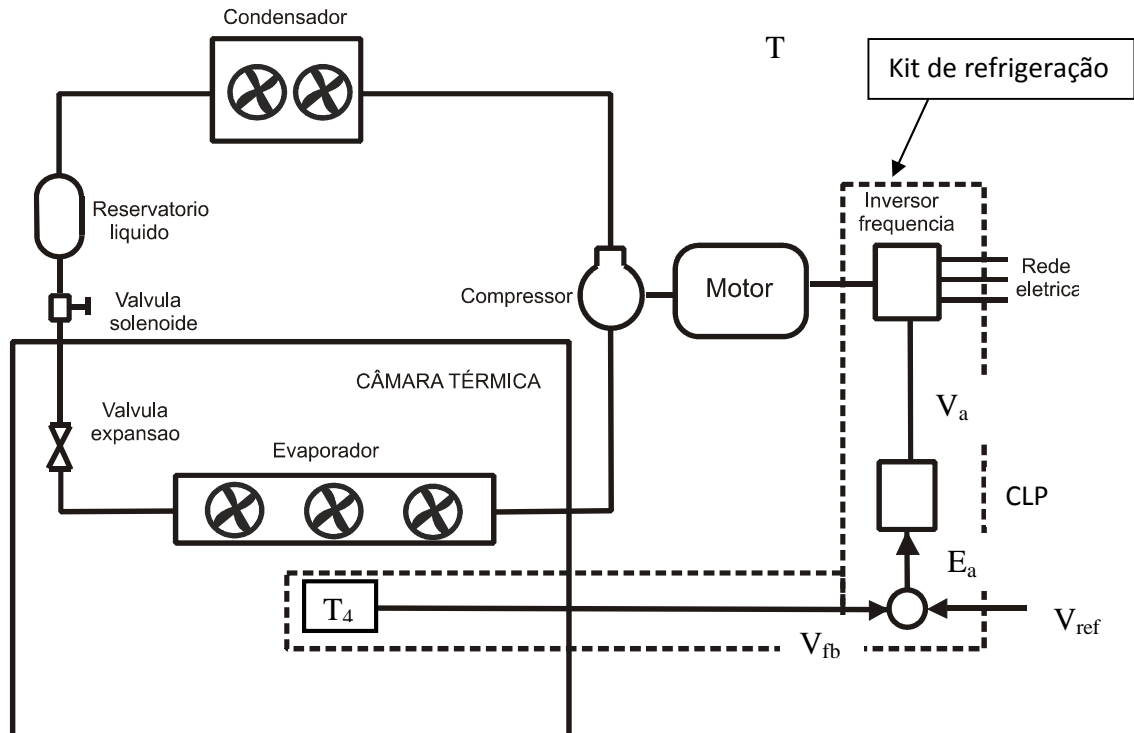 Condensador
T
Kit de refrigeração
Inversor
frequencia
Reservatorio
liquido
Rede
eletrica
Compressor
Motor
Valvula
solenoide
CÂMARA TÉRMICA
Valvula
expansao
Va
Evaporador
CLP
Ea
T4
Vref
Vfb